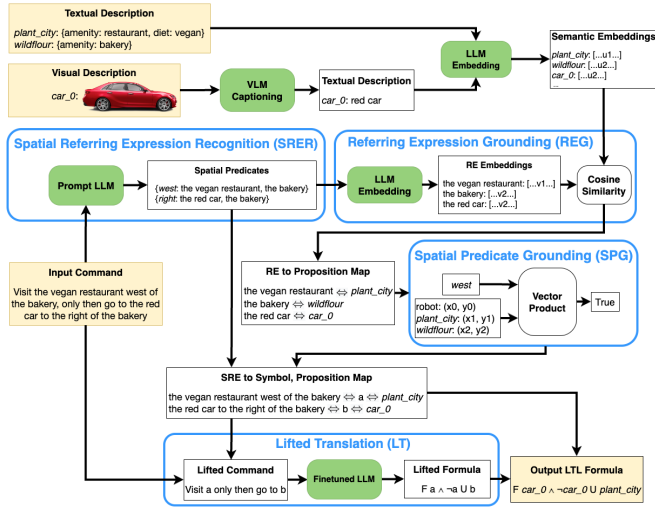 Textual Description
plant_city: {amenity: restaurant, diet: vegan}
wildflour: {amenity: bakery}
Visual Description
car_0:
VLM
Captioning
Textual Description
car_0: red car
LLM
Embedding
Semantic Embeddings
plant_city: [...u1...]
wildflour: [...u2...]
car_0: [...u2...]
...
Spatial Referring Expression Recognition (SRER)
Prompt LLM
Spatial Predicates
{west: the vegan restaurant, the bakery}
{right: the red car, the bakery}
Referring Expression Grounding (REG)
LLM
Embedding
RE Embeddings
the vegan restaurant: [...v1...]
the bakery: [...v2...]
the red car: [...v2...]
Cosine
Similarity
Input Command
Visit the vegan restaurant west of
the bakery, only then go to the red
car to the right of the bakery
RE to Proposition Map
the vegan restaurant ⇔ plant_city
the bakery ⇔ wildflour
the red car ⇔ car_0
Spatial Predicate Grounding (SPG)
west
robot: (x0, y0)
plant_city: (x1, y1)
wildflour: (x2, y2)
Vector
Product
True
SRE to Symbol, Proposition Map
the vegan restaurant west of the bakery ⇔ a ⇔ plant_city
the red car to the right of the bakery ⇔ b ⇔ car_0
Lifted Translation (LT)
Lifted Command
Visit a only then go to b
Finetuned LLM
Lifted Formula
F a ∧ ¬a U b
Output LTL Formula
F car_0 ∧ ¬car_0 U plant_city